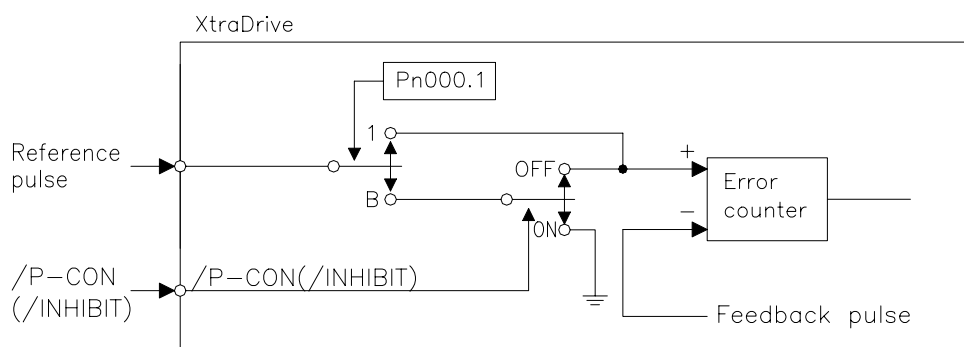 XtraDrive
Pn000.1
1
Reference
pulse
OFF
+
Error
counter
B
−
ON
/P−CON
(/INHIBIT)
/P−CON(/INHIBIT)
Feedback pulse